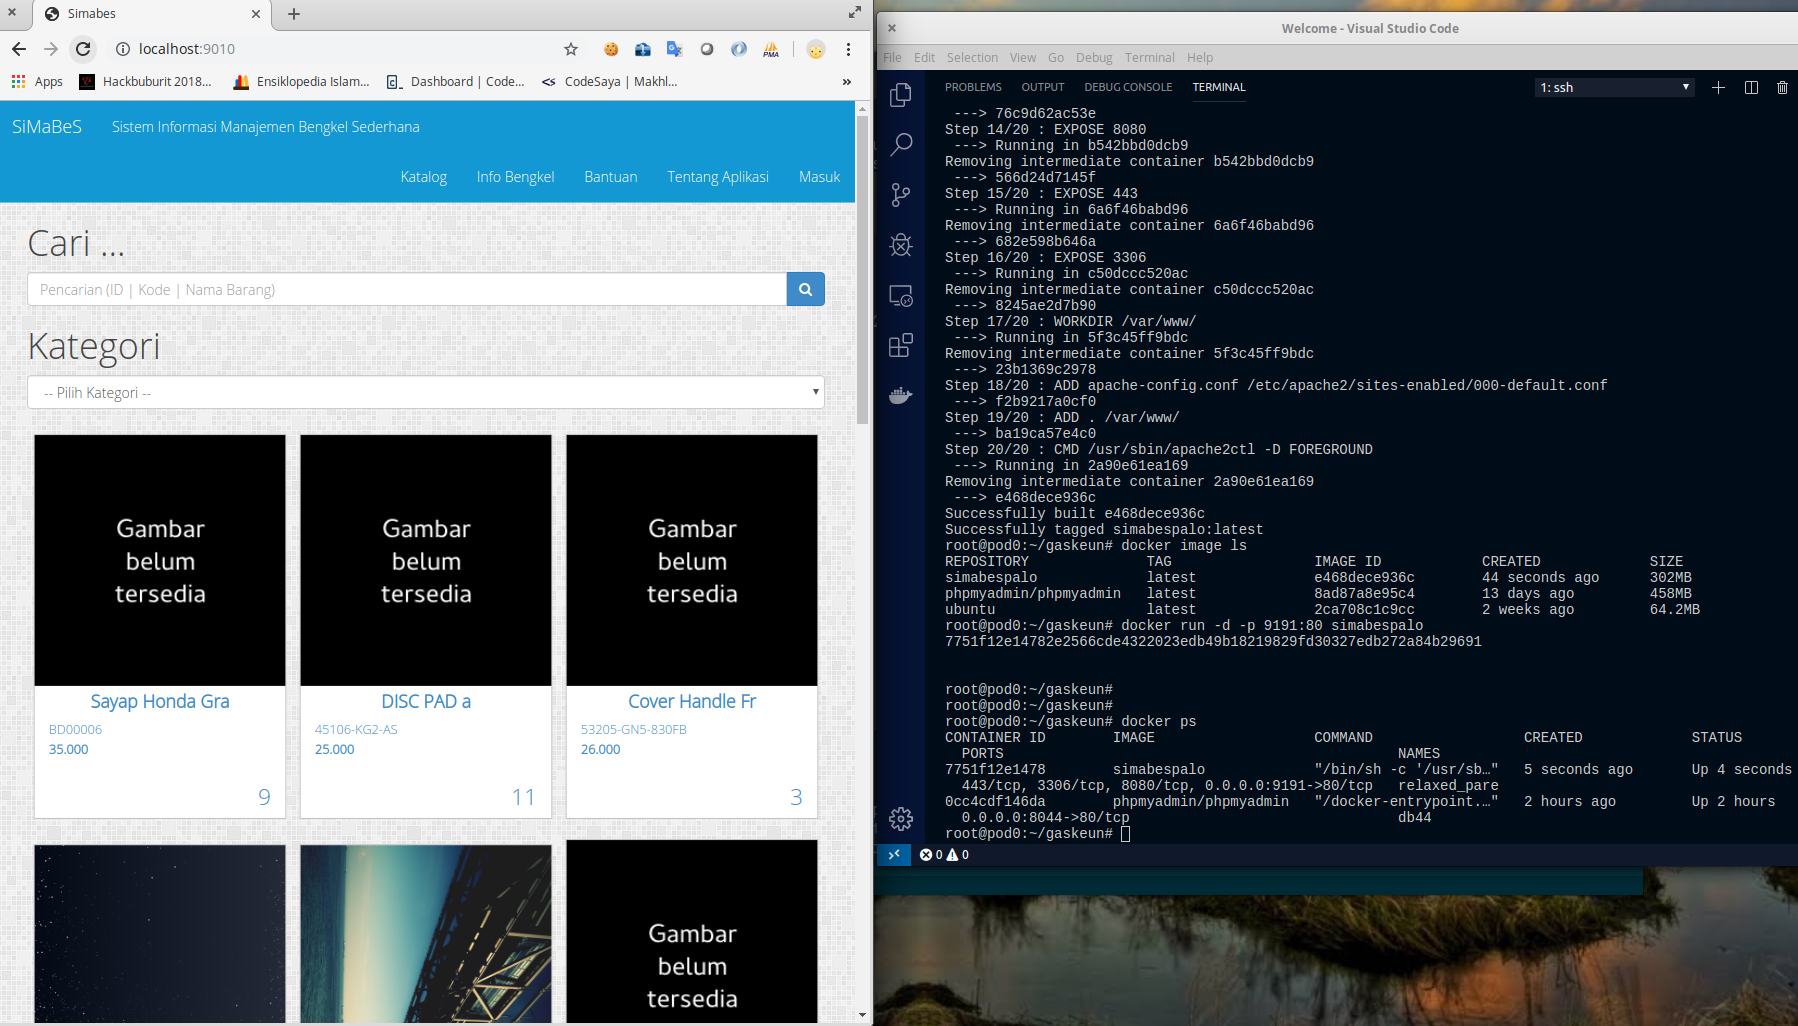 Simabes
localhost:9010
PMA
Apps
Hackbuburit 2018...
Ensiklopedia Islam...
Dashboard | Code...
CodeSaya | Makhl...
»
SiMaBeS
Sistem Informasi Manajemen Bengkel Sederhana
Katalog
Info Bengkel
Bantuan
Tentang Aplikasi
Masuk
Cari ...
Pencarian (ID | Kode | Nama Barang)
Kategori
-- Pilih Kategori --
Gambar
belum
tersedia
Sayap Honda Gra
BD00006
35.000
9
Gambar
belum
tersedia
DISC PAD a
45106-KG2-AS
25.000
11
Gambar
belum
tersedia
Cover Handle Fr
53205-GN5-830FB
26.000
3
Gambar
belum
tersedia
Welcome - Visual Studio Code
File Edit Selection View Go Debug Terminal Help
PROBLEMS OUTPUT DEBUG CONSOLE TERMINAL
1: ssh
---> 76c9d62ac53e
Step 14/20 : EXPOSE 8080
---> Running in b542bbd0dcb9
Removing intermediate container b542bbd0dcb9
---> 566d24d7145f
Step 15/20 : EXPOSE 443
---> Running in 6a6f46babd96
Removing intermediate container 6a6f46babd96
---> 682e598b646a
Step 16/20 : EXPOSE 3306
---> Running in c50dccc520ac
Removing intermediate container c50dccc520ac
---> 8245ae2d7b90
Step 17/20 : WORKDIR /var/www/
---> Running in 5f3c45ff9bdc
Removing intermediate container 5f3c45ff9bdc
---> 23b1369c2978
Step 18/20 : ADD apache-config.conf /etc/apache2/sites-enabled/000-default.conf
---> f2b9217a0cf0
Step 19/20 : ADD . /var/www/
---> ba19ca57e4c0
Step 20/20 : CMD /usr/sbin/apache2ctl -D FOREGROUND
---> Running in 2a90e61ea169
Removing intermediate container 2a90e61ea169
---> e468dece936c
Successfully built e468dece936c
Successfully tagged simabespalo:latest
root@pod0:~/gaskeun# docker image ls
REPOSITORY TAG IMAGE ID CREATED SIZE
simabespalo latest e468dece936c 44 seconds ago 302MB
phpmyadmin/phpmyadmin latest 8ad87a8e95c4 13 days ago 458MB
ubuntu latest 2ca708c1c9cc 2 weeks ago 64.2MB
root@pod0:~/gaskeun# docker run -d -p 9191:80 simabespalo
7751f12e14782e2566cde4322023edb49b18219829fd30327edb272a84b29691
root@pod0:~/gaskeun#
root@pod0:~/gaskeun#
root@pod0:~/gaskeun# docker ps
CONTAINER ID IMAGE COMMAND CREATED STATUS
PORTS NAMES
7751f12e1478 simabespalo "/bin/sh -c '/usr/sb…" 5 seconds ago Up 4 seconds
443/tcp, 3306/tcp, 8080/tcp, 0.0.0.0:9191->80/tcp relaxed_pare
0cc4cdf146da phpmyadmin/phpmyadmin "/docker-entrypoint.…" 2 hours ago Up 2 hours
0.0.0.0:8044->80/tcp db44
root@pod0:~/gaskeun#
0 0